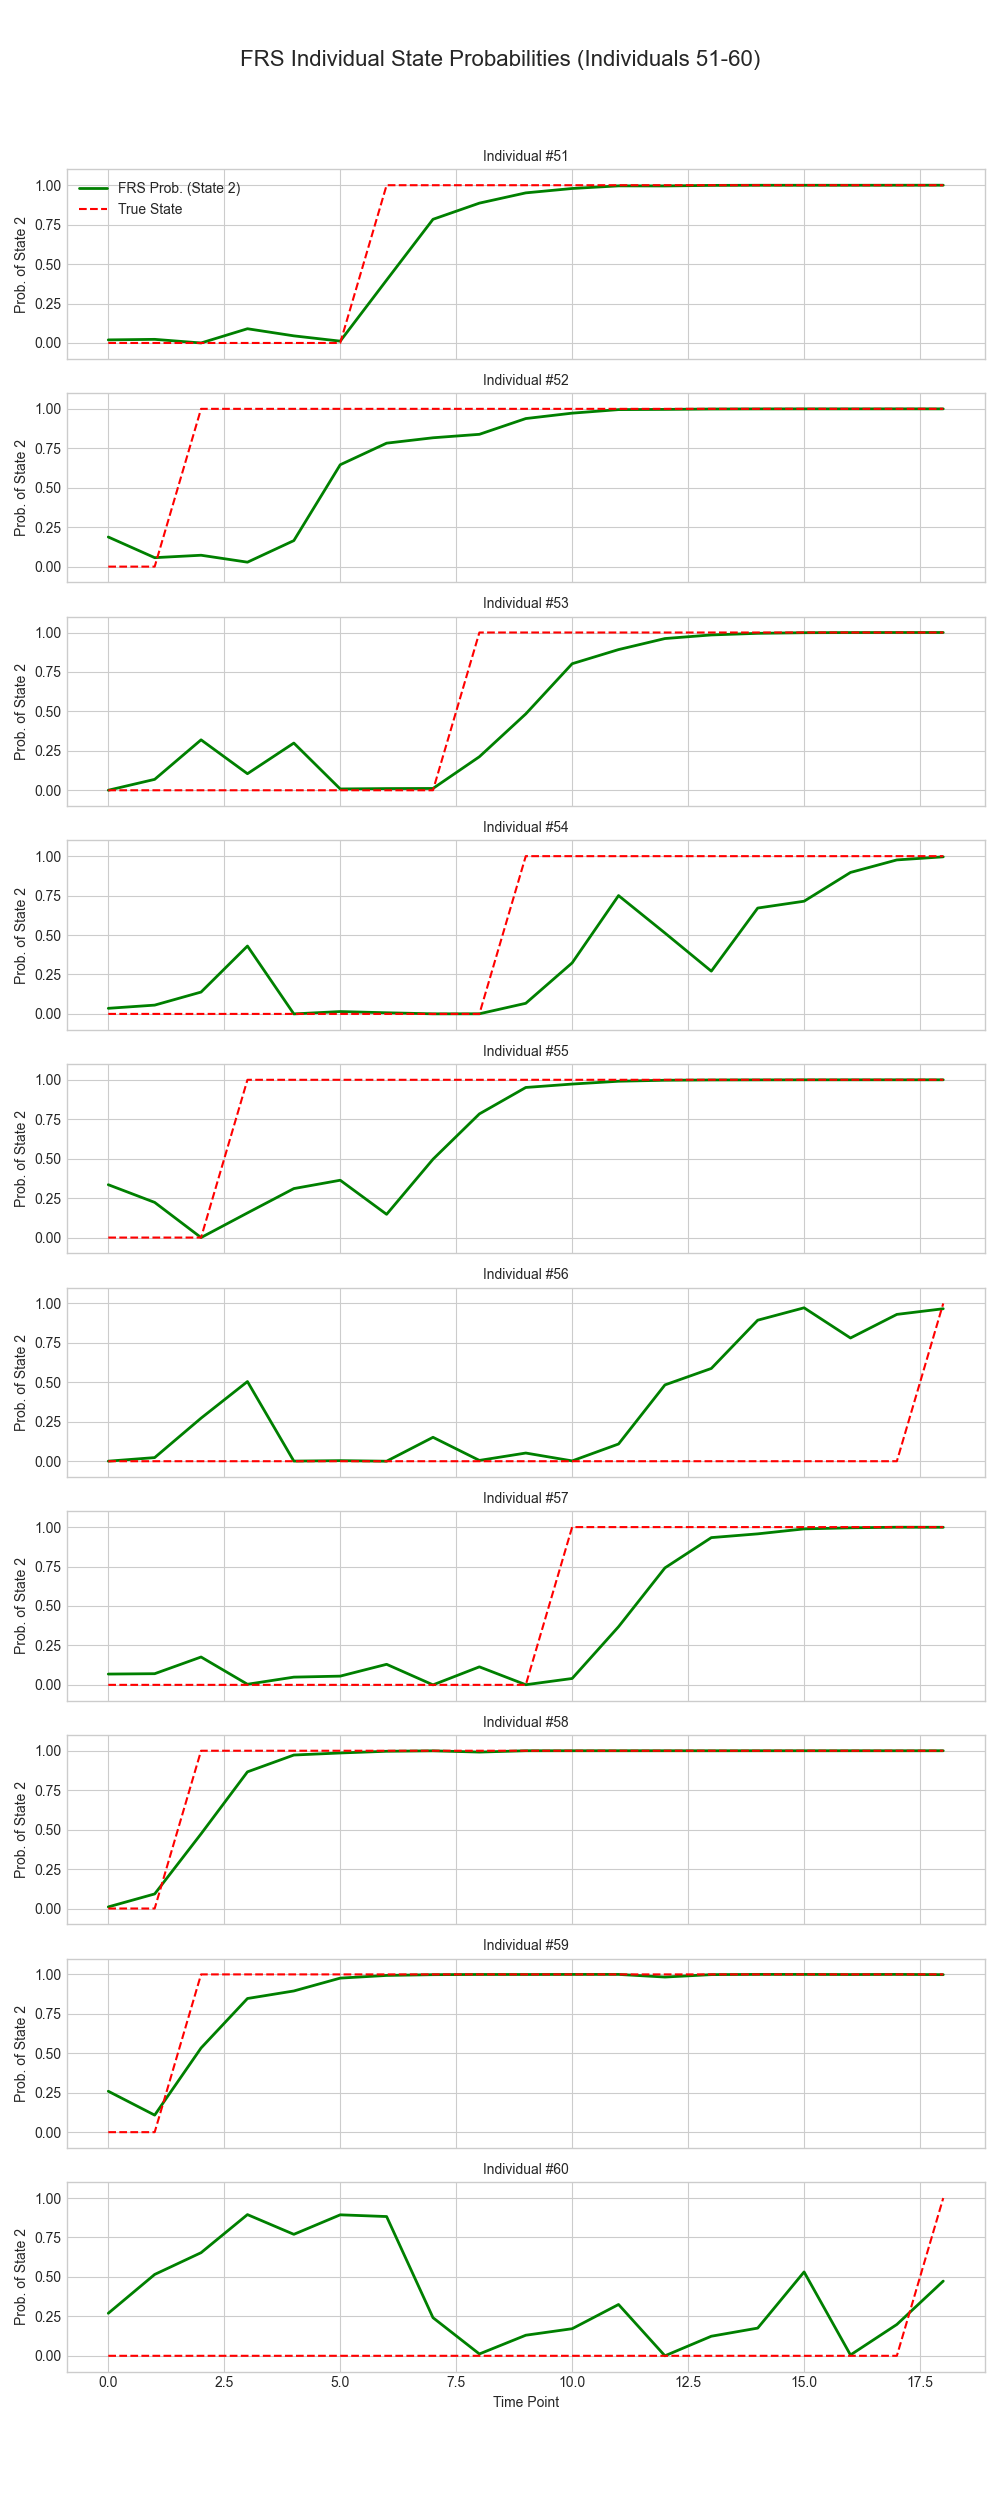 FRS Individual State Probabilities (Individuals 51-60)
Individual #51
1.00
0.75
0.50
0.25
0.00
Prob. of State 2
FRS Prob. (State 2)
True State
Individual #52
1.00
0.75
0.50
0.25
0.00
Prob. of State 2
Individual #53
1.00
0.75
0.50
0.25
0.00
Prob. of State 2
Individual #54
1.00
0.75
0.50
0.25
0.00
Prob. of State 2
Individual #55
1.00
0.75
0.50
0.25
0.00
Prob. of State 2
Individual #56
1.00
0.75
0.50
0.25
0.00
Prob. of State 2
Individual #57
1.00
0.75
0.50
0.25
0.00
Prob. of State 2
Individual #58
1.00
0.75
0.50
0.25
0.00
Prob. of State 2
Individual #59
1.00
0.75
0.50
0.25
0.00
Prob. of State 2
Individual #60
1.00
0.75
0.50
0.25
0.00
Prob. of State 2
0.0 2.5 5.0 7.5 10.0 12.5 15.0 17.5
Time Point